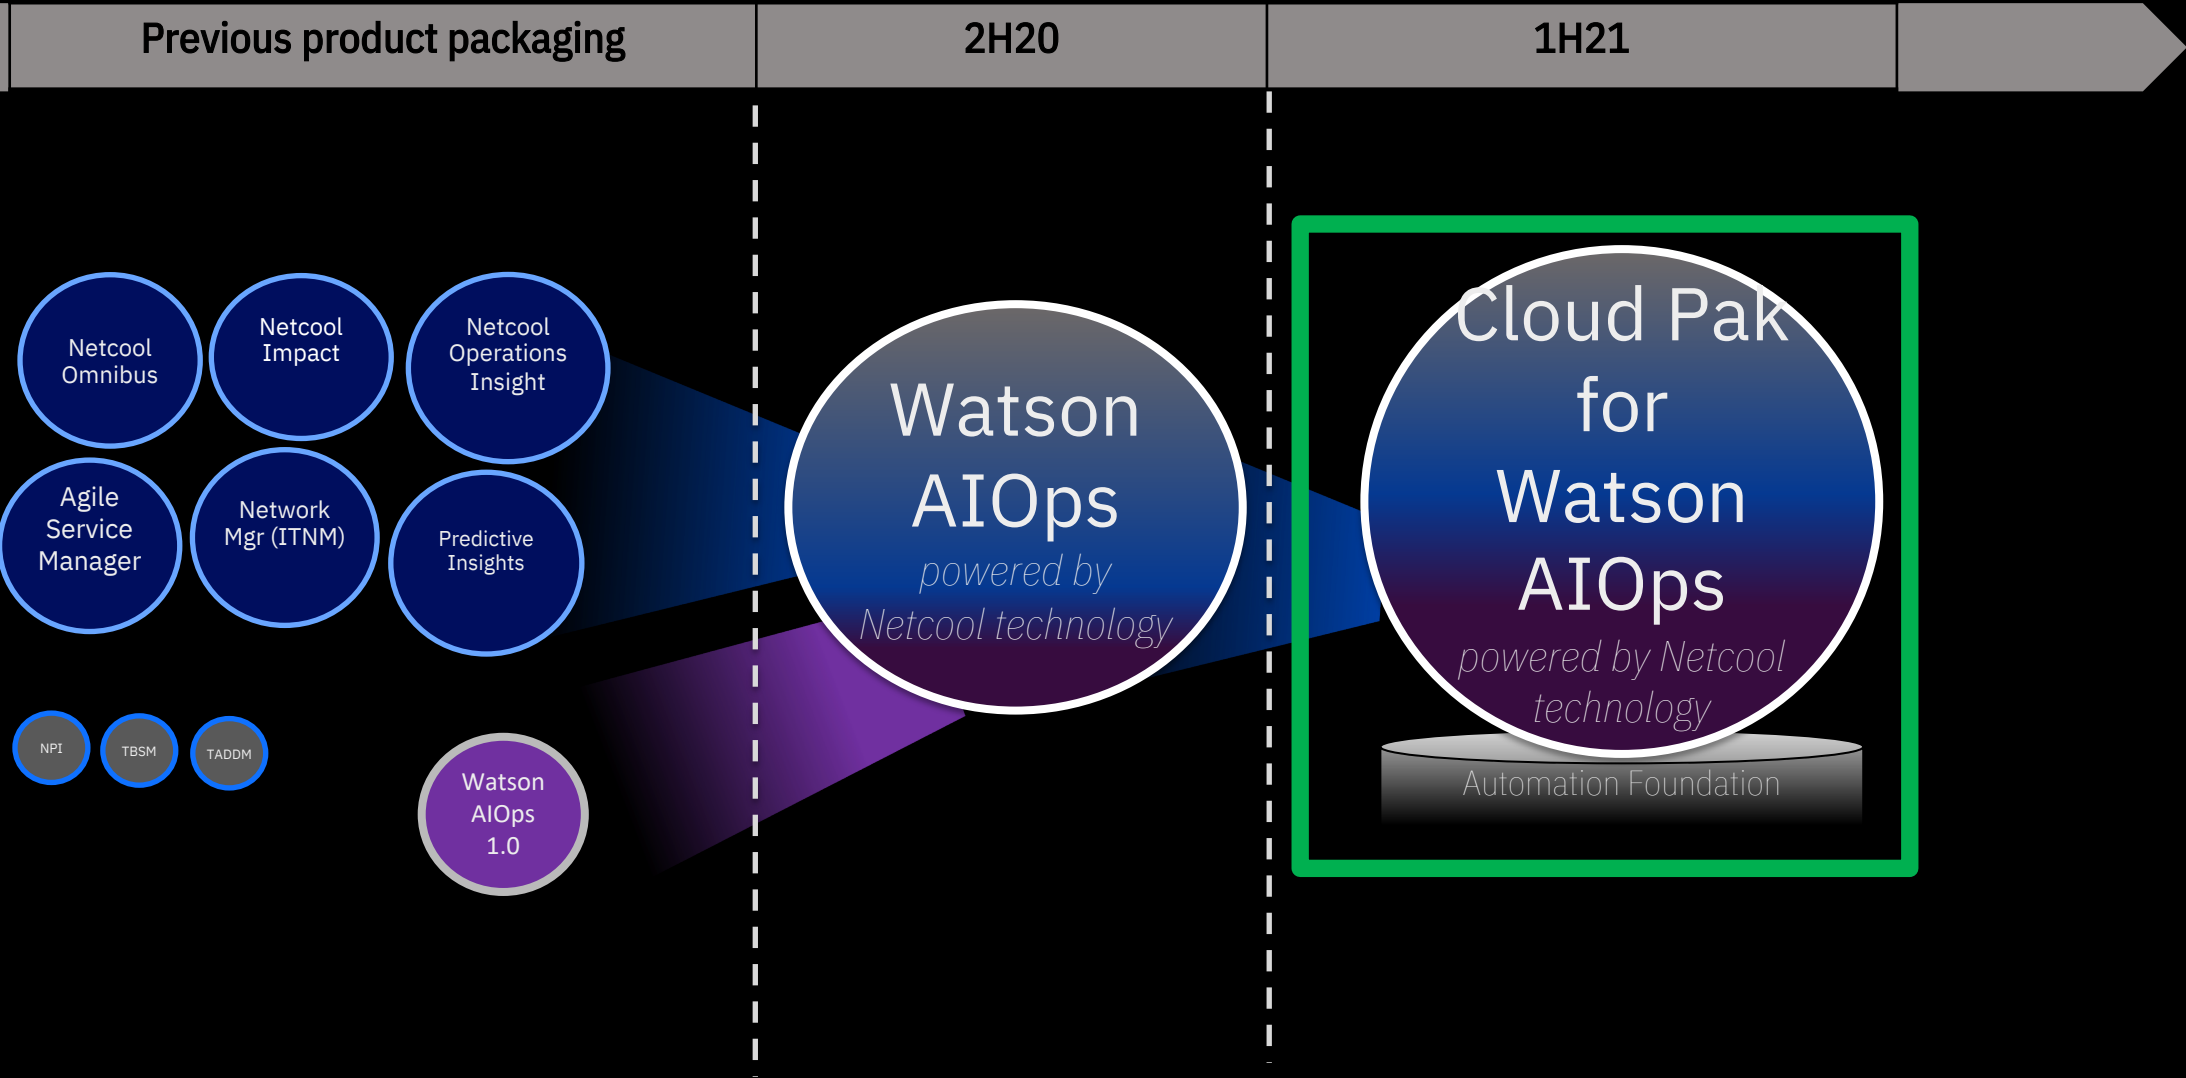 Previous product packaging
2H20
1H21
Netcool
Omnibus
Netcool
Impact
Netcool
Operations
Insight
Agile
Service
Manager
Network
Mgr (ITNM)
Predictive
Insights
NPI
TBSM
TADDM
Watson
AIOps
1.0
Watson
AIOps
powered by
Netcool technology
Cloud Pak
for
Watson
AIOps
powered by Netcool
technology
Automation Foundation